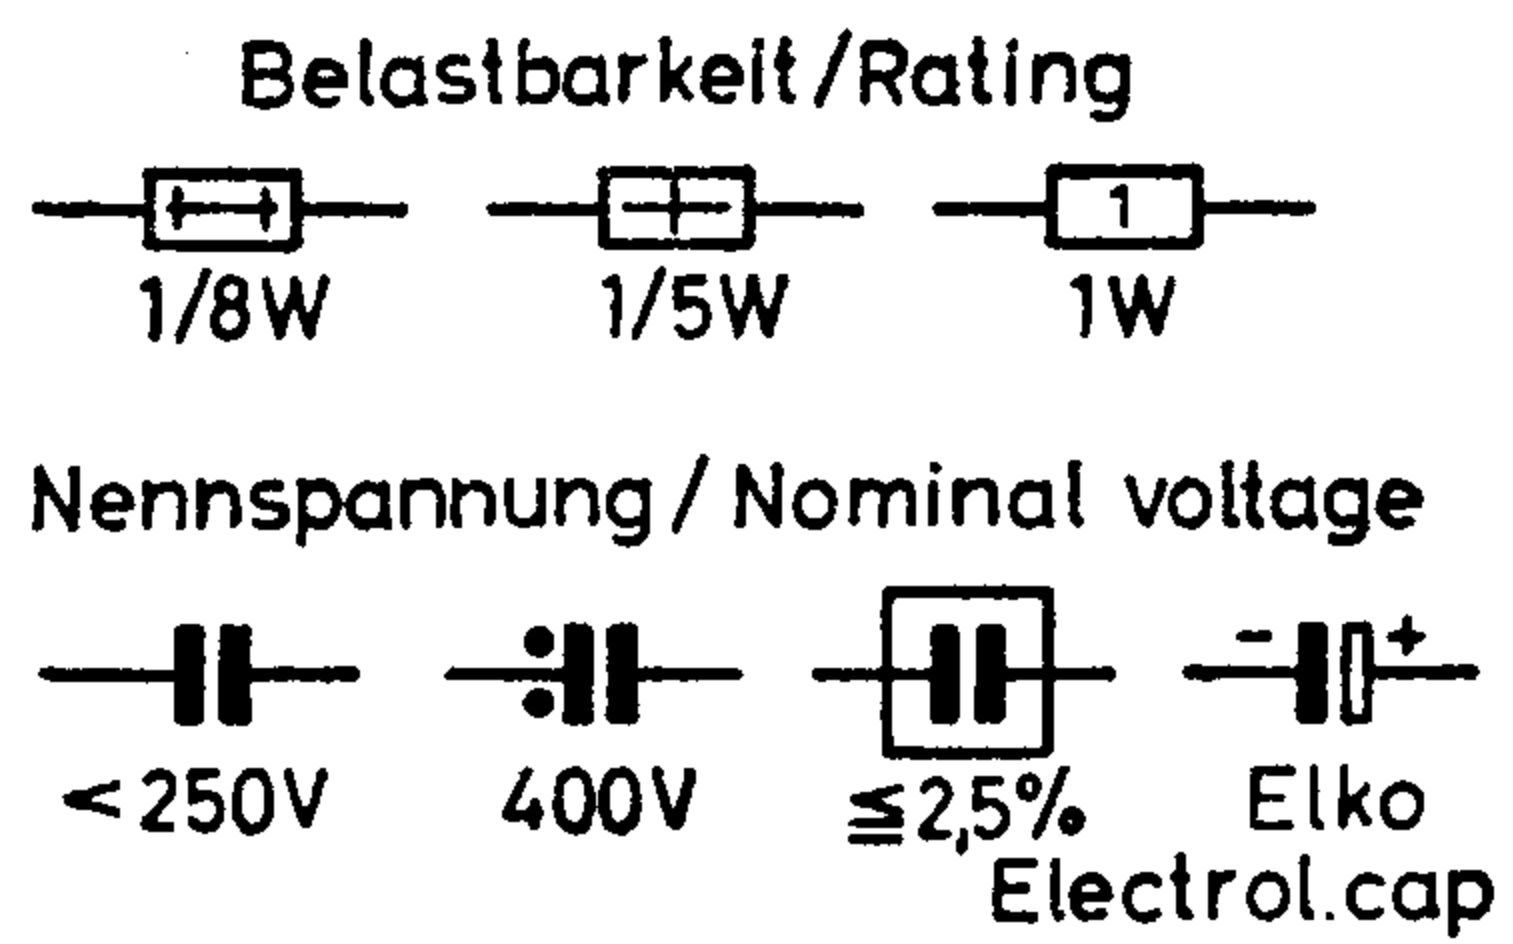 Belastbarkeit/Rating
1
1/8W 1/5W 1W
Nennspannung/Nominal voltage
- +
<250V 400V ≦2,5% Elko
Electrol.cap